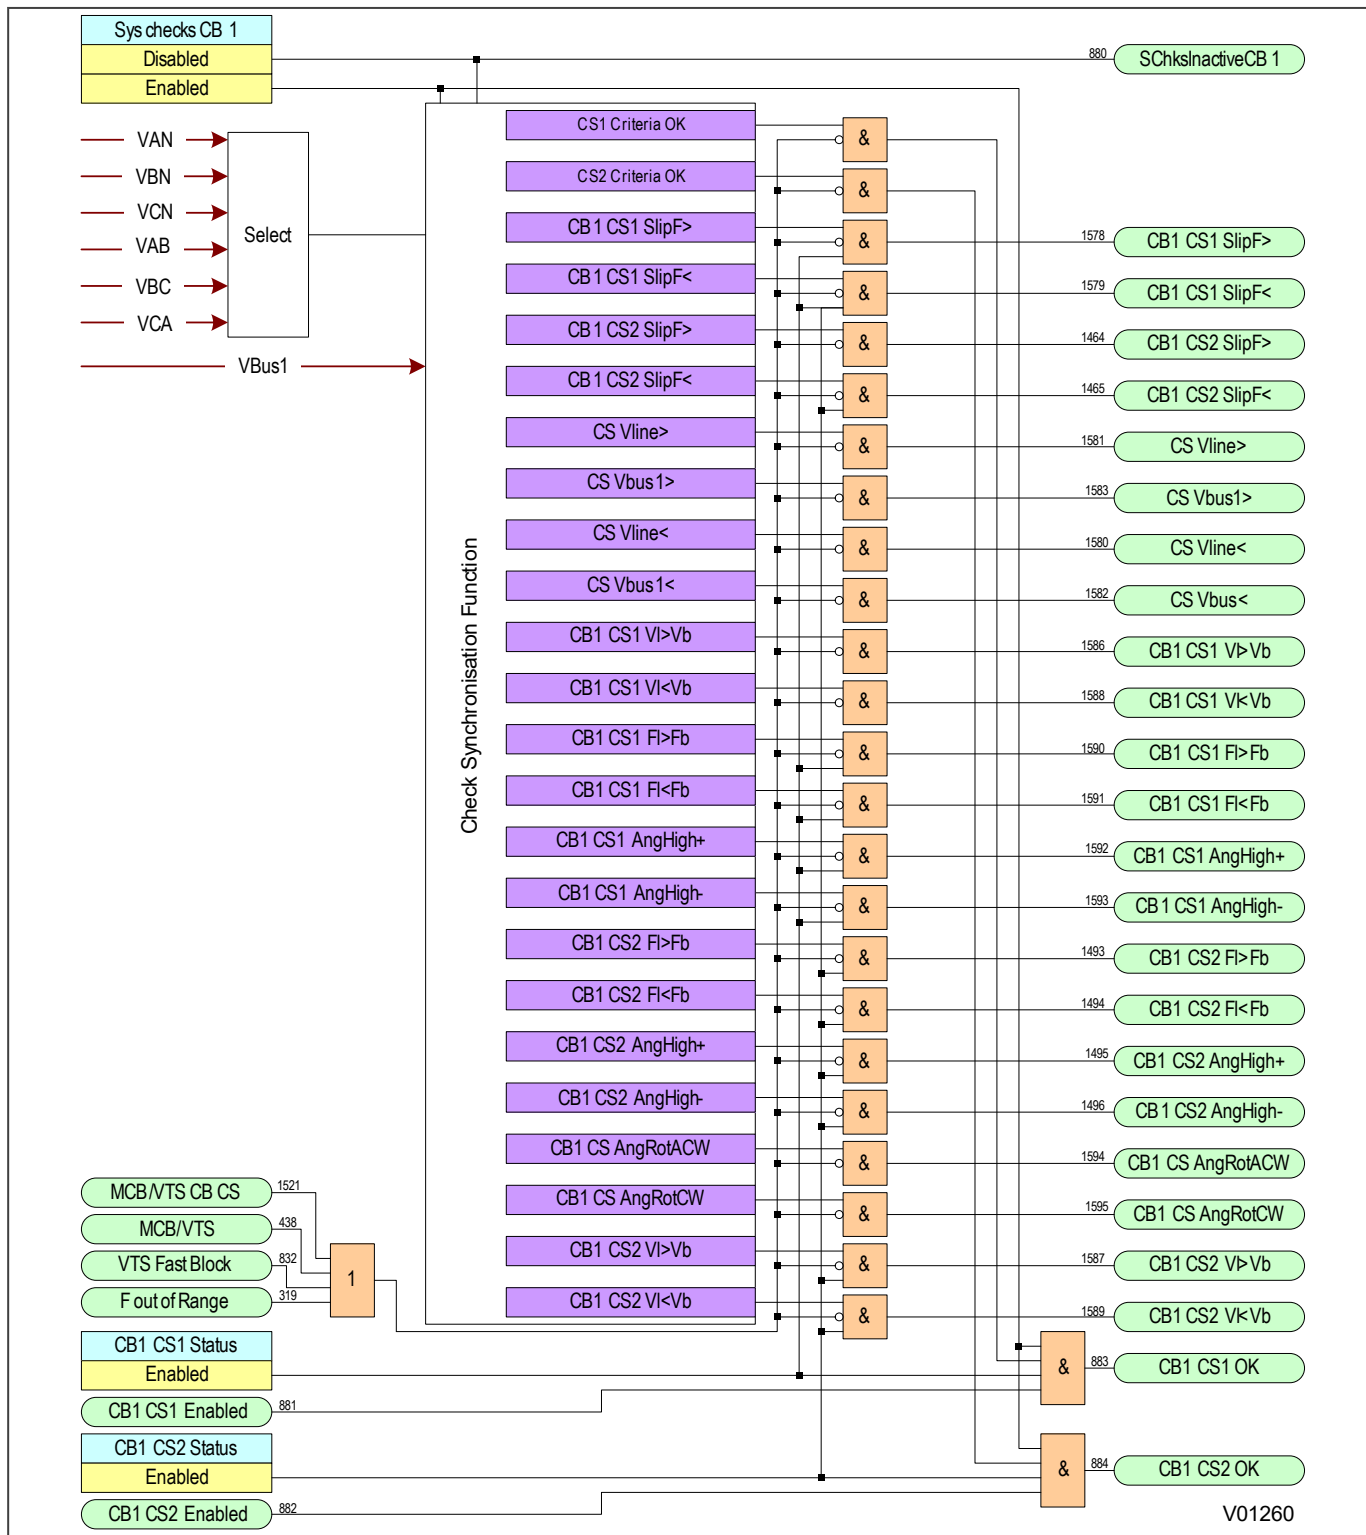 Sys checks CB 1
Disabled
880
SChksInactiveCB 1
Enabled
VAN
VBN
VCN
VAB
VBC
VCA
Select
VBus1
Check Synchronisation Function
CS1 Criteria OK
&
CS2 Criteria OK
&
CB1 CS1 SlipF>
&
1578
CB1 CS1 SlipF>
CB1 CS1 SlipF<
&
1579
CB1 CS1 SlipF<
CB1 CS2 SlipF>
&
1464
CB1 CS2 SlipF>
CB1 CS2 SlipF<
&
1465
CB1 CS2 SlipF<
CS Vline>
&
1581
CS Vline>
CS Vbus1>
&
1583
CS Vbus1>
CS Vline<
&
1580
CS Vline<
CS Vbus1<
&
1582
CS Vbus<
CB1 CS1 Vl>Vb
&
1586
CB1 CS1 Vl>Vb
CB1 CS1 Vl<Vb
&
1588
CB1 CS1 Vl<Vb
CB1 CS1 Fl>Fb
&
1590
CB1 CS1 Fl>Fb
CB1 CS1 Fl<Fb
&
1591
CB1 CS1 Fl<Fb
CB1 CS1 AngHigh+
&
1592
CB1 CS1 AngHigh+
CB1 CS1 AngHigh-
&
1593
CB1 CS1 AngHigh-
CB1 CS2 Fl>Fb
&
1493
CB1 CS2 Fl>Fb
CB1 CS2 Fl<Fb
&
1494
CB1 CS2 Fl<Fb
CB1 CS2 AngHigh+
&
1495
CB1 CS2 AngHigh+
CB1 CS2 AngHigh-
&
1496
CB1 CS2 AngHigh-
CB1 CS AngRotACW
&
1594
CB1 CS AngRotACW
CB1 CS AngRotCW
&
1595
CB1 CS AngRotCW
CB1 CS2 Vl>Vb
&
1587
CB1 CS2 Vl>Vb
CB1 CS2 Vl<Vb
&
1589
CB1 CS2 Vl<Vb
MCB/VTS CB CS
1521
MCB/VTS
438
VTS Fast Block
832
F out of Range
319
1
CB1 CS1 Status
Enabled
CB1 CS1 Enabled
881
&
883
CB1 CS1 OK
CB1 CS2 Status
Enabled
CB1 CS2 Enabled
882
&
884
CB1 CS2 OK
V01260